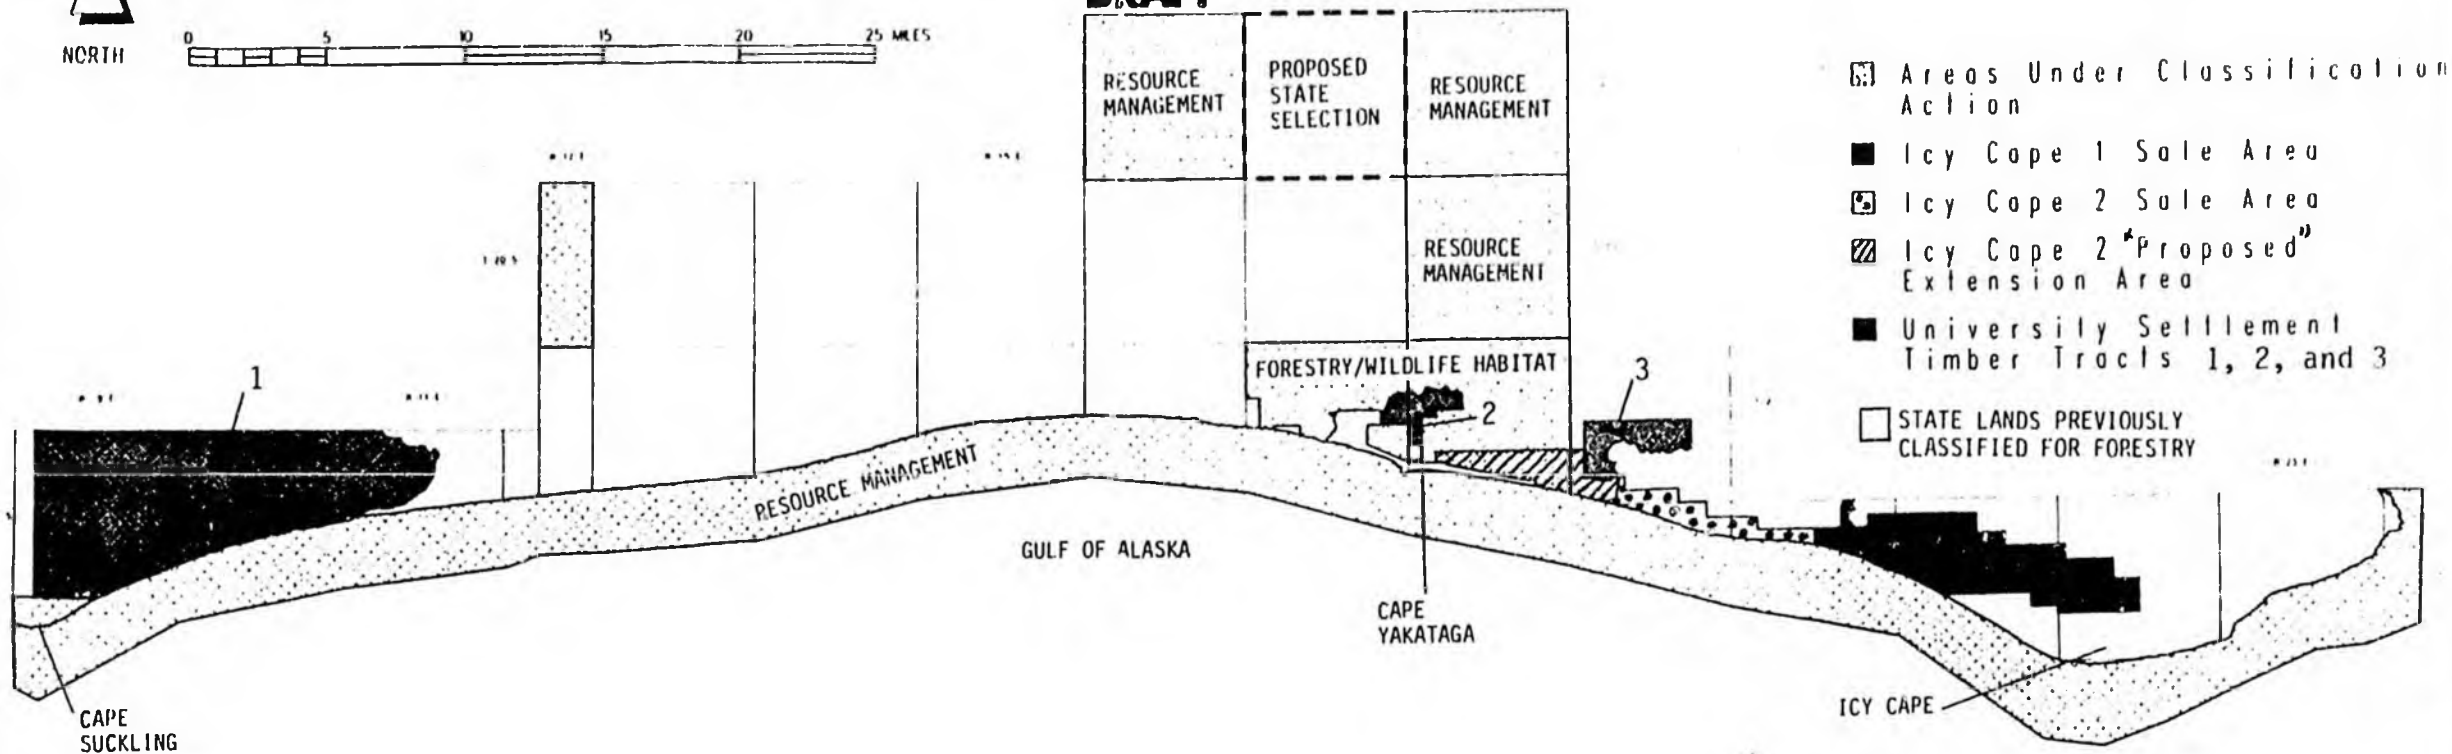 DRAFT
NORTH
0 5 10 15 20 25 MILES
RESOURCE
MANAGEMENT
PROPOSED
STATE
SELECTION
RESOURCE
MANAGEMENT
RESOURCE
MANAGEMENT
FORESTRY/WILDLIFE HABITAT
1
2
3
RESOURCE MANAGEMENT
GULF OF ALASKA
CAPE
YAKATAGA
CAPE
SUCKLING
ICY CAPE
Areas Under Classification
Action
Icy Cape 1 Sale Area
Icy Cape 2 Sale Area
Icy Cape 2 "Proposed"
Extension Area
University Settlement
Timber Tracts 1, 2, and 3
STATE LANDS PREVIOUSLY
CLASSIFIED FOR FORESTRY